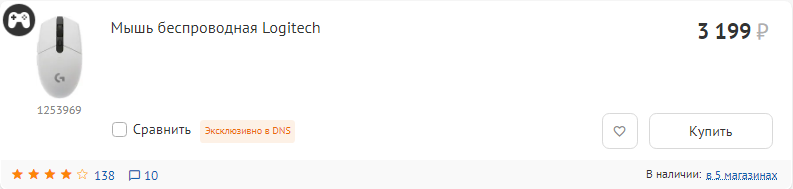 Мышь беспроводная Logitech
3 199 ₽
1253969
Сравнить
Эксклюзивно в DNS
Купить
138
10
В наличии: в 5 магазинах